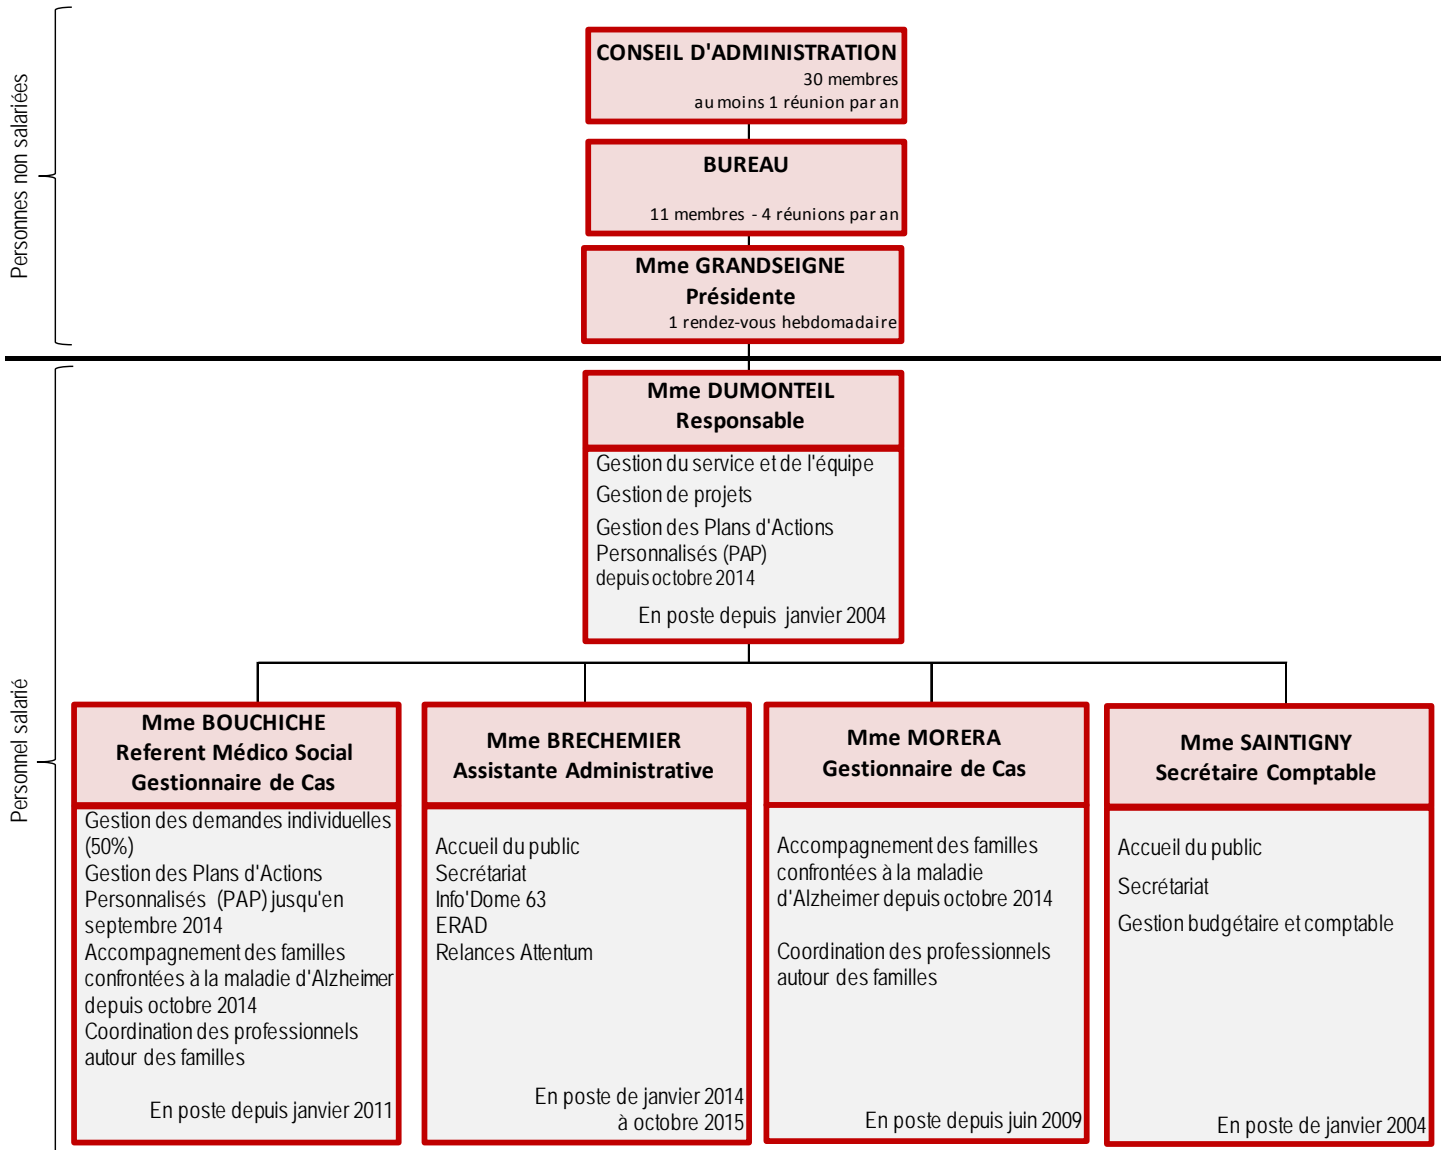 Personnes non salariées
CONSEIL D'ADMINISTRATION
30 membres
au moins 1 réunion par an
BUREAU
11 membres - 4 réunions par an
Mme GRANDSEIGNE
Présidente
1 rendez-vous hebdomadaire
Personnel salarié
Mme DUMONTEIL
Responsable
Gestion du service et de l'équipe
Gestion de projets
Gestion des Plans d'Actions
Personnalisés (PAP)
depuis octobre 2014
En poste depuis janvier 2004
Mme BOUCHICHE
Referent Médico Social
Gestionnaire de Cas
Gestion des demandes individuelles
(50%)
Gestion des Plans d'Actions
Personnalisés (PAP) jusqu'en
septembre 2014
Accompagnement des familles
confrontées à la maladie d'Alzheimer
depuis octobre 2014
Coordination des professionnels
autour des familles
En poste depuis janvier 2011
Mme BRECHEMIER
Assistante Administrative
Accueil du public
Secrétariat
Info'Dome 63
ERAD
Relances Attentum
En poste de janvier 2014
à octobre 2015
Mme MORERA
Gestionnaire de Cas
Accompagnement des familles
confrontées à la maladie
d'Alzheimer depuis octobre 2014
Coordination des professionnels
autour des familles
En poste depuis juin 2009
Mme SAINTIGNY
Secrétaire Comptable
Accueil du public
Secrétariat
Gestion budgétaire et comptable
En poste de janvier 2004